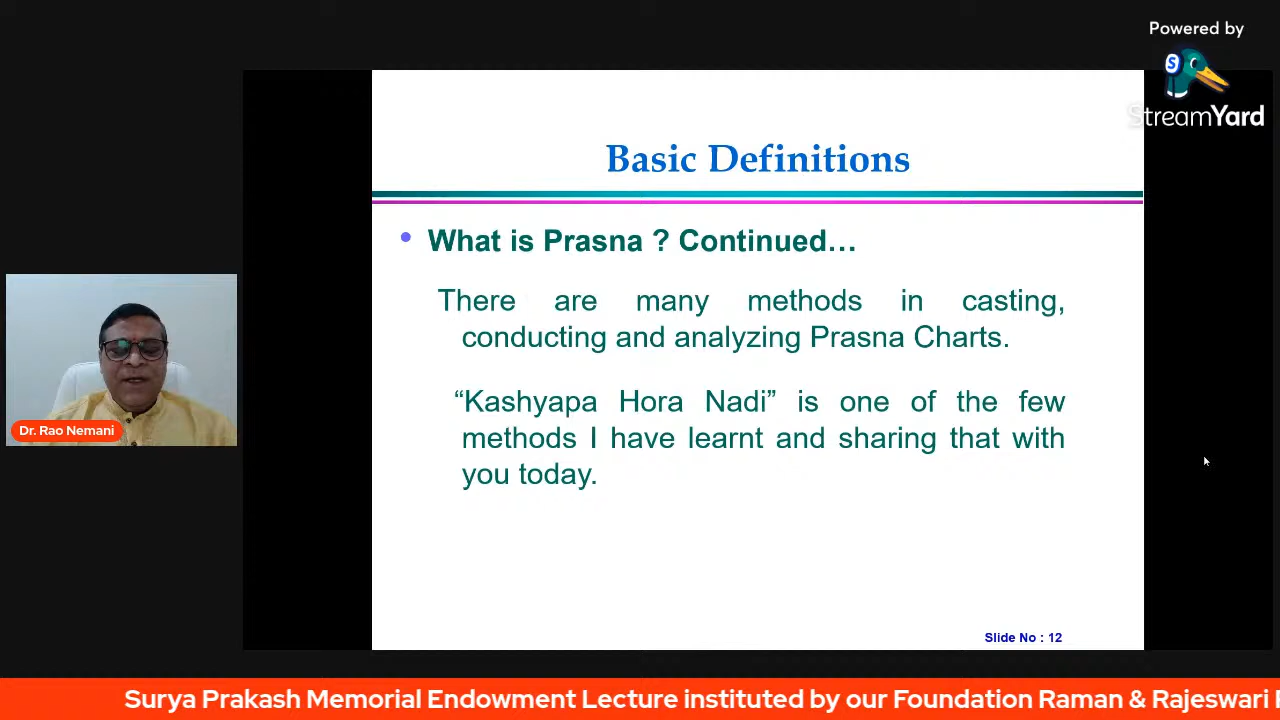 Powered by
StreamYard
Basic Definitions
• What is Prasna ? Continued…
There are many methods in casting,
conducting and analyzing Prasna Charts.
“Kashyapa Hora Nadi” is one of the few
methods I have learnt and sharing that with
you today.
Dr. Rao Nemani
Slide No : 12
Surya Prakash Memorial Endowment Lecture instituted by our Foundation Raman & Rajeswari